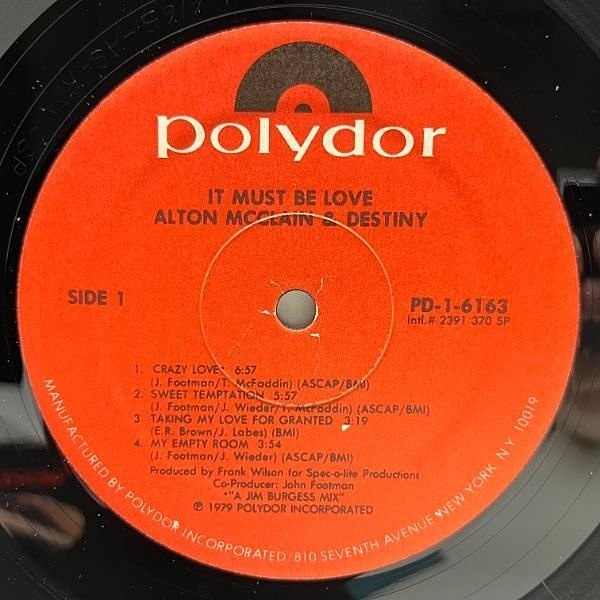 polydor
IT MUST BE LOVE
ALTON MCCLAIN & DESTINY
SIDE 1
PD-1-6163
Intl.# 2391 370 SP
1. CRAZY LOVE* 6:57
(J. Footman/T. McFaddin) (ASCAP/BMI)
2. SWEET TEMPTATION 5:57
(J. Footman/J. Wieder/T. McFaddin) (ASCAP/BMI)
3. TAKING MY LOVE FOR GRANTED 3:19
(E.R. Brown/J. Labes) (BMI)
4. MY EMPTY ROOM 3:54
(J. Footman/J. Wieder) (ASCAP/BMI)
Produced by Frank Wilson for Spec-o-lite Productions
Co-Producer: John Footman
*"A JIM BURGESS MIX"
℗ 1979 POLYDOR INCORPORATED
MANUFACTURED BY POLYDOR INCORPORATED/810 SEVENTH AVENUE/NEW YORK, N.Y. 10019